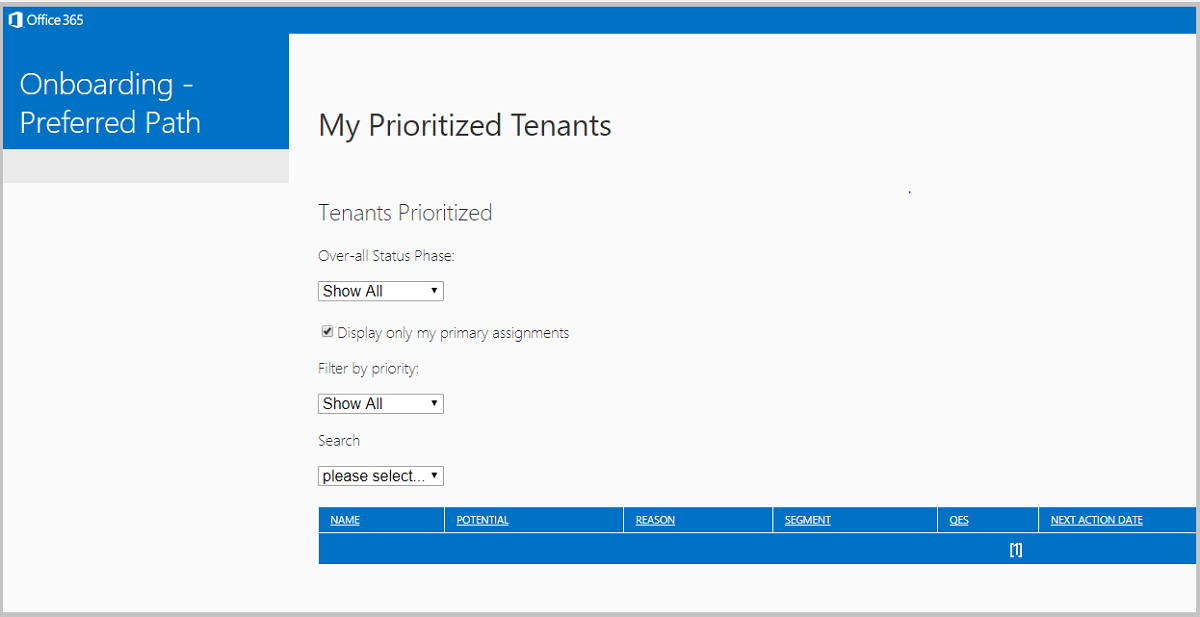 Office 365
Onboarding -
Preferred Path
My Prioritized Tenants
Tenants Prioritized
Over-all Status Phase:
Show All
Display only my primary assignments
Filter by priority:
Show All
Search
please select...
NAME POTENTIAL REASON SEGMENT QES NEXT ACTION DATE
[1]